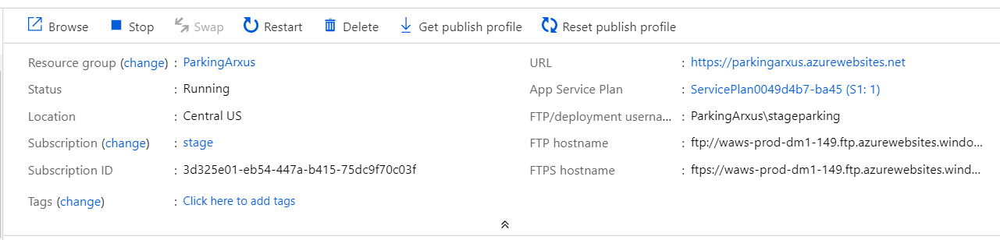 Browse Stop Swap Restart Delete Get publish profile Reset publish profile
Resource group (change) : ParkingArxus
Status : Running
Location : Central US
Subscription (change) : stage
Subscription ID : 3d325e01-eb54-447a-b415-75dc9f70c03f
Tags (change) : Click here to add tags
URL : https://parkingarxus.azurewebsites.net
App Service Plan : ServicePlan0049d4b7-ba45 (S1: 1)
FTP/deployment userna... : ParkingArxus\stageparking
FTP hostname : ftp://waws-prod-dm1-149.ftp.azurewebsites.windo...
FTPS hostname : ftps://waws-prod-dm1-149.ftp.azurewebsites.wind...